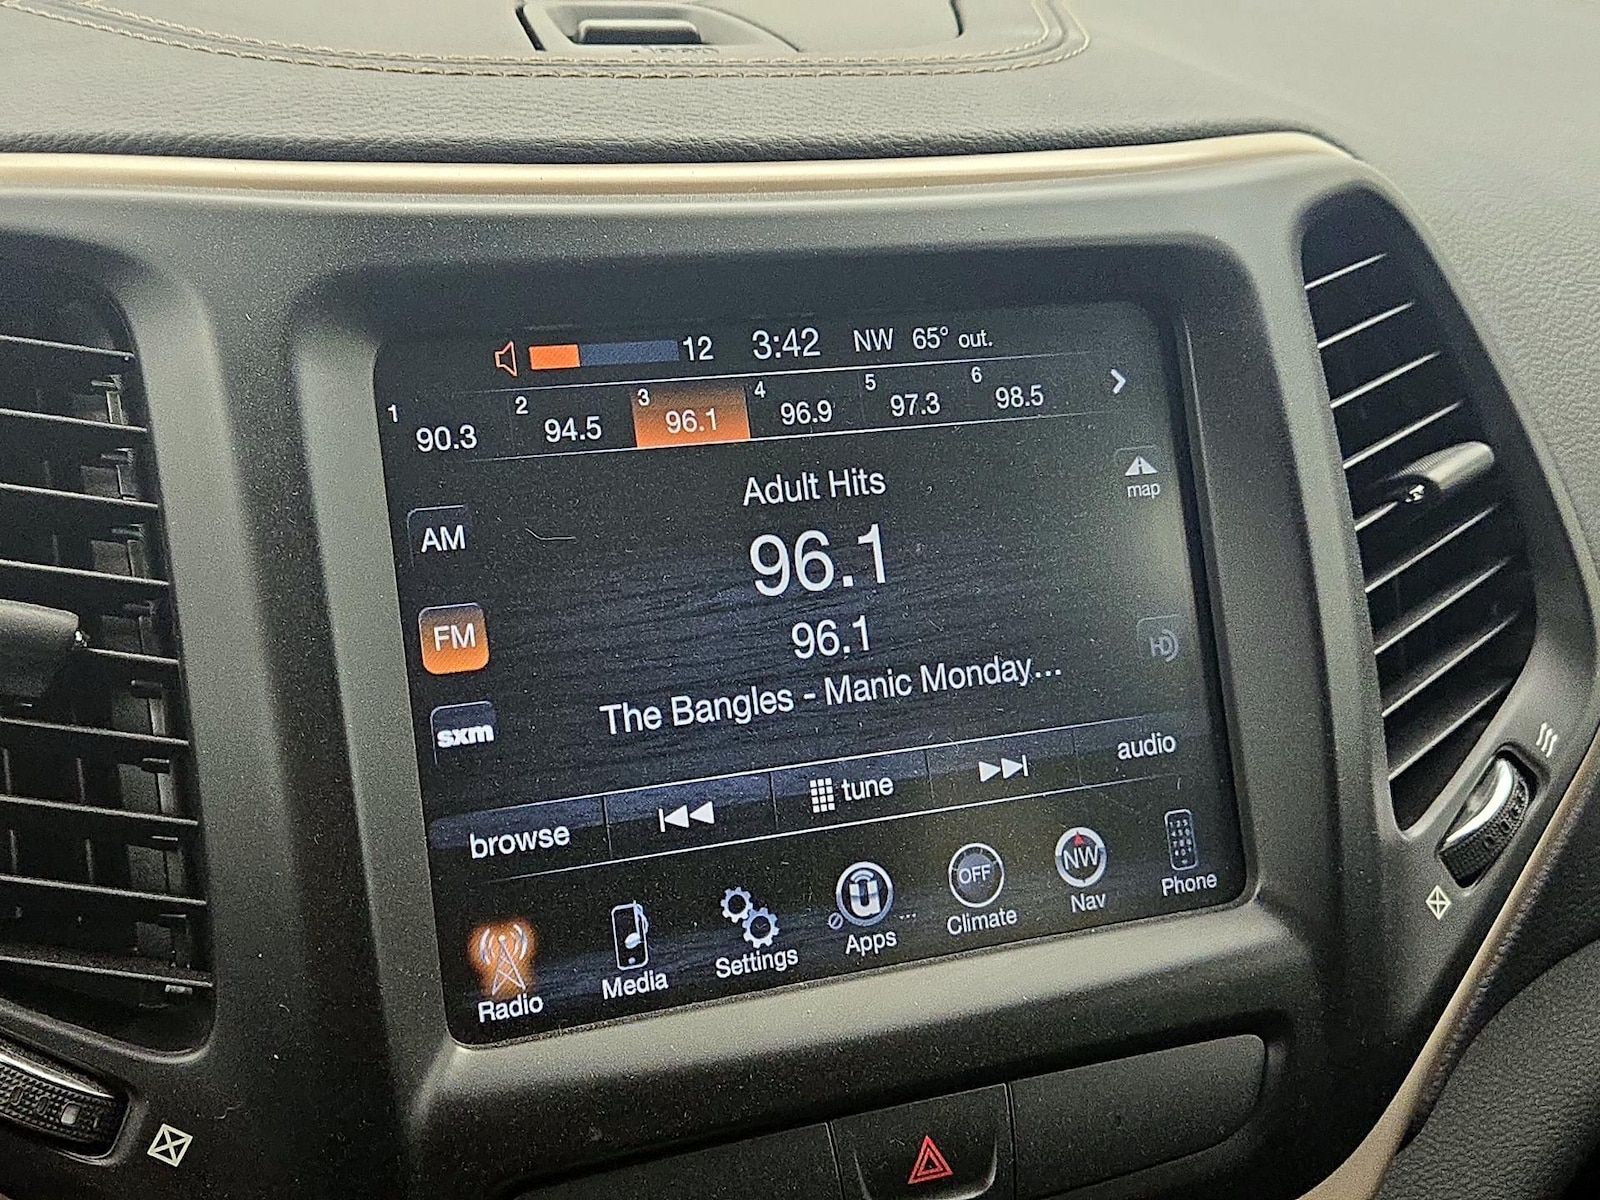 Jeep
12 3:42 NW 65° out.
1 90.3 2 94.5 3 96.1 4 96.9 5 97.3 6 98.5
Adult Hits
map
AM
96.1
FM
96.1
HD
The Bangles - Manic Monday...
sxm
browse tune audio
Radio Media Settings Apps OFF Climate NW Nav Phone